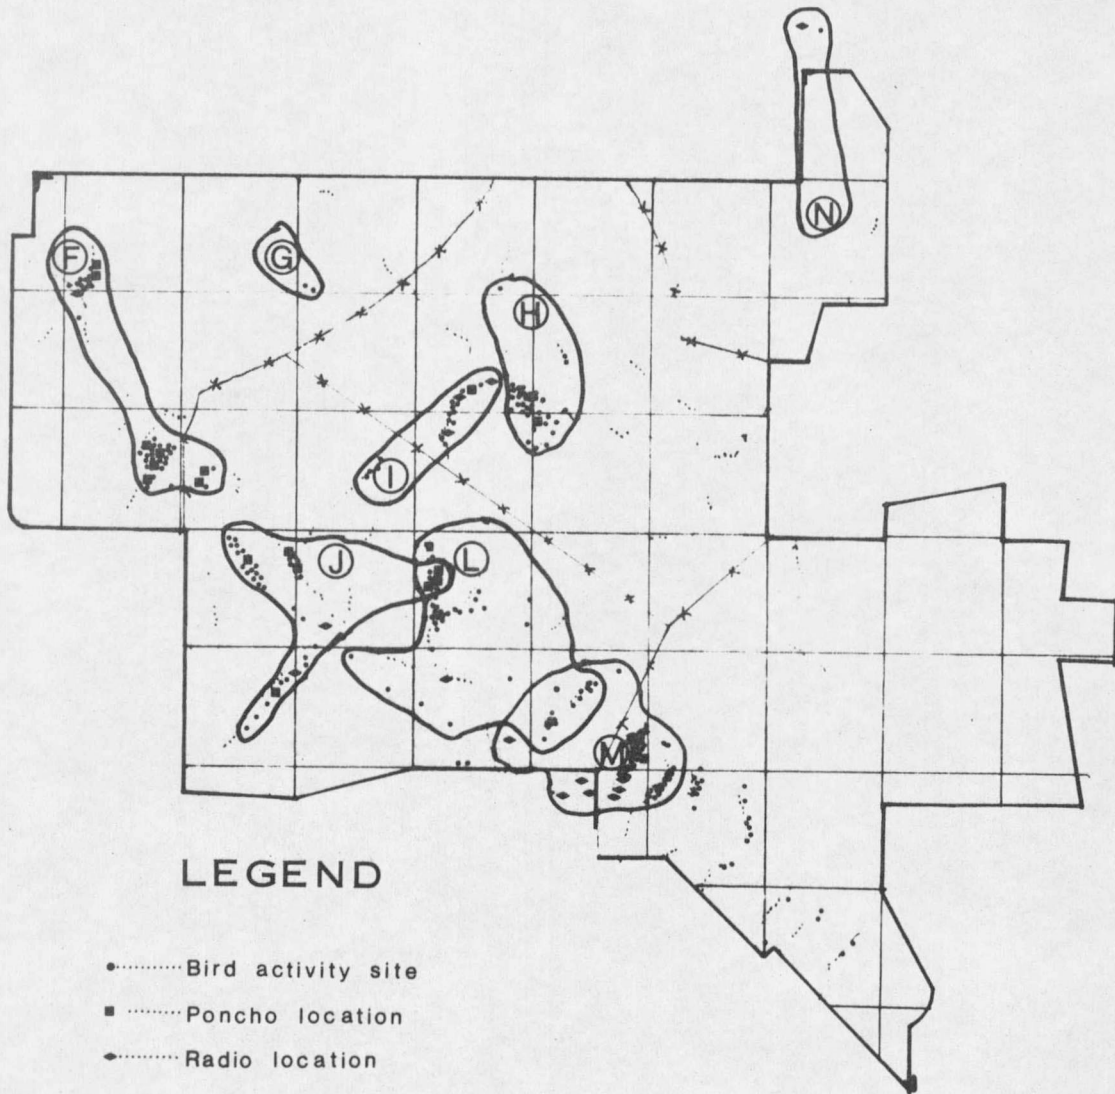 N
F
G
H
I
J
L
M
LEGEND
Bird activity site
Poncho location
Radio location